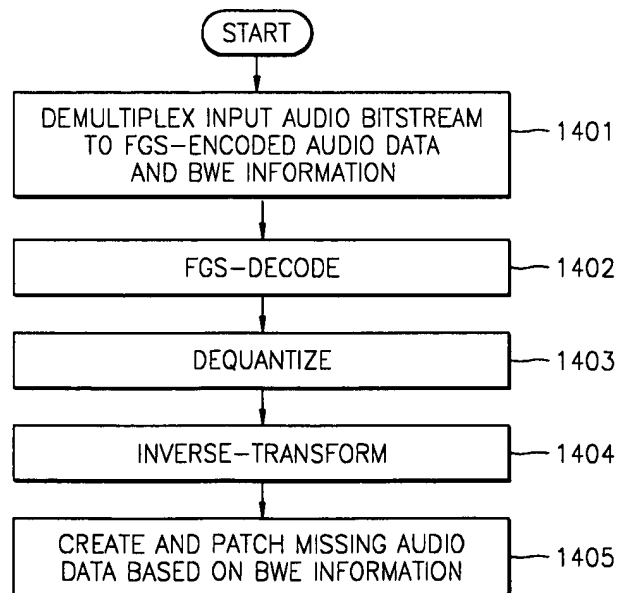 START
DEMULTIPLEX INPUT AUDIO BITSTREAM
TO FGS-ENCODED AUDIO DATA
AND BWE INFORMATION
1401
FGS-DECODE
1402
DEQUANTIZE
1403
INVERSE-TRANSFORM
1404
CREATE AND PATCH MISSING AUDIO
DATA BASED ON BWE INFORMATION
1405